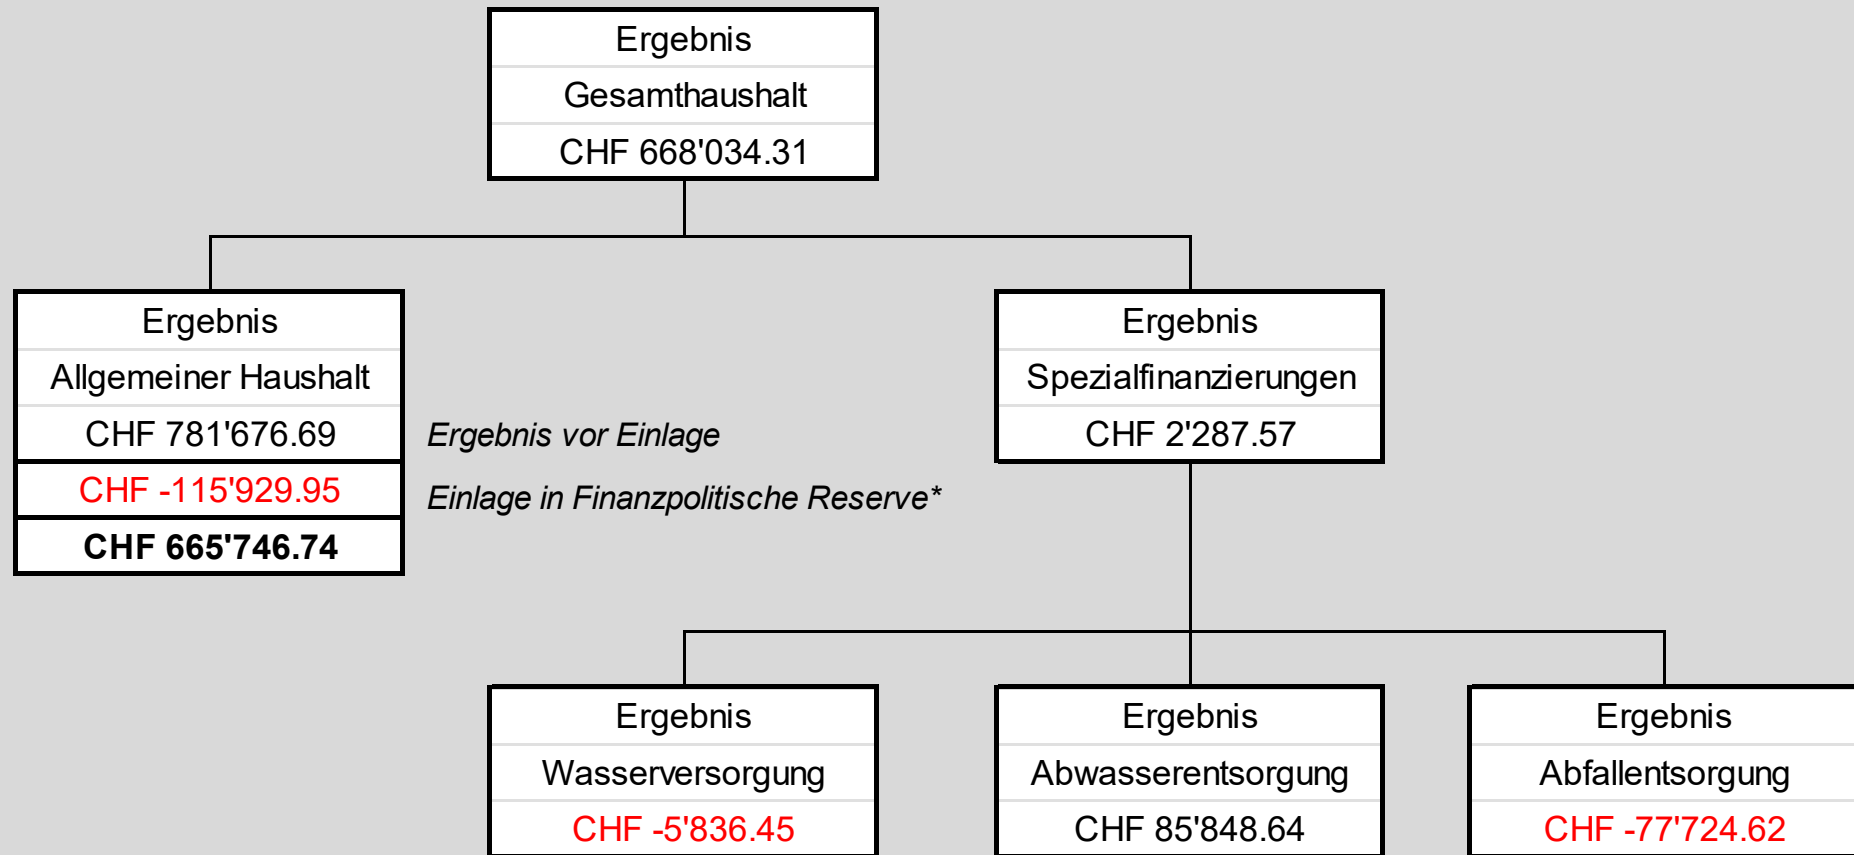 Ergebnis
Gesamthaushalt
CHF 668'034.31
Ergebnis
Allgemeiner Haushalt
CHF 781'676.69
CHF -115'929.95
CHF 665'746.74
Ergebnis vor Einlage
Einlage in Finanzpolitische Reserve*
Ergebnis
Spezialfinanzierungen
CHF 2'287.57
Ergebnis
Wasserversorgung
CHF -5'836.45
Ergebnis
Abwasserentsorgung
CHF 85'848.64
Ergebnis
Abfallentsorgung
CHF -77'724.62